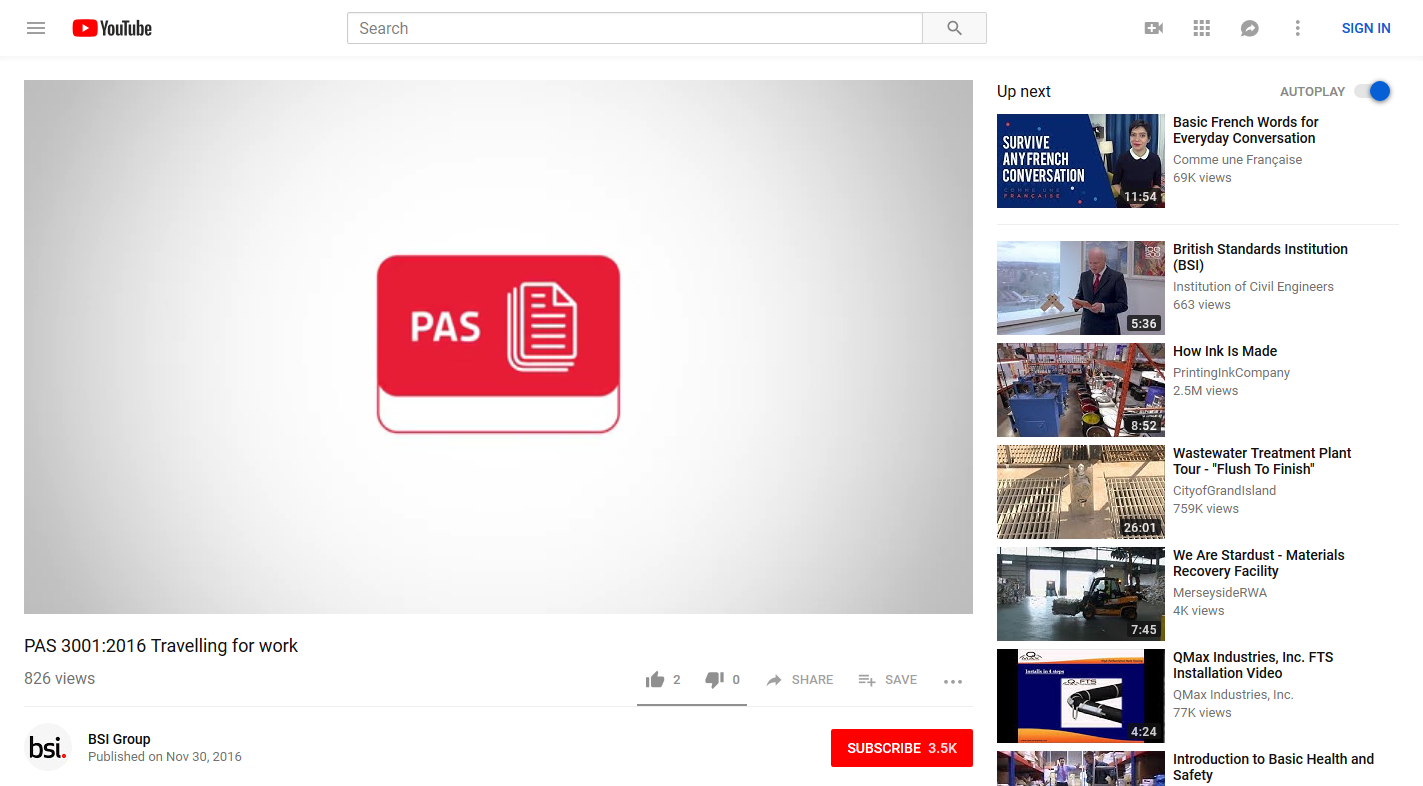 YouTube
Search
SIGN IN
PAS
PAS 3001:2016 Travelling for work
826 views
2
0
SHARE
SAVE
bsi.
BSI Group
Published on Nov 30, 2016
SUBSCRIBE 3.5K
Up next
AUTOPLAY
SURVIVE
ANY FRENCH
CONVERSATION
COMME UNE
FRANÇAISE
11:54
Basic French Words for
Everyday Conversation
Comme une Française
69K views
ICE
200
5:36
British Standards Institution
(BSI)
Institution of Civil Engineers
663 views
8:52
How Ink Is Made
PrintingInkCompany
2.5M views
26:01
Wastewater Treatment Plant
Tour - "Flush To Finish"
CityofGrandIsland
759K views
7:45
We Are Stardust - Materials
Recovery Facility
MerseysideRWA
4K views
Installs in 4 steps
Q-FTS
4:24
QMax Industries, Inc. FTS
Installation Video
QMax Industries, Inc.
77K views
Introduction to Basic Health and
Safety